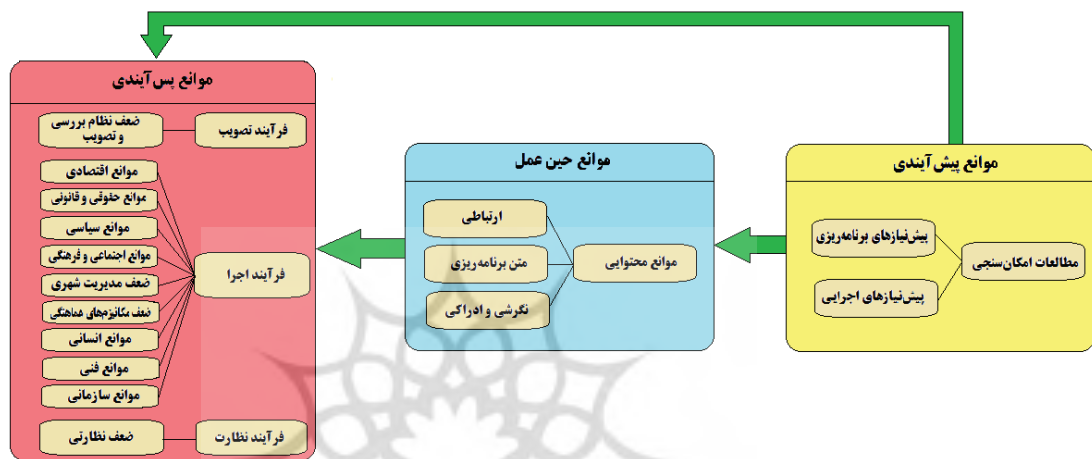 موانع پیش‌آیندی
مطالعات امکان‌سنجی
پیش‌نیازهای برنامه‌ریزی
پیش‌نیازهای اجرایی
موانع حین عمل
موانع محتوایی
ارتباطی
متن برنامه‌ریزی
نگرشی و ادراکی
موانع پس‌آیندی
فرآیند تصویب
ضعف نظام بررسی
و تصویب
فرآیند اجرا
موانع اقتصادی
موانع حقوقی و قانونی
موانع سیاسی
موانع اجتماعی و فرهنگی
ضعف مدیریت شهری
ضعف مکانیزم‌های هماهنگی
موانع انسانی
موانع فنی
موانع سازمانی
فرآیند نظارت
ضعف نظارتی